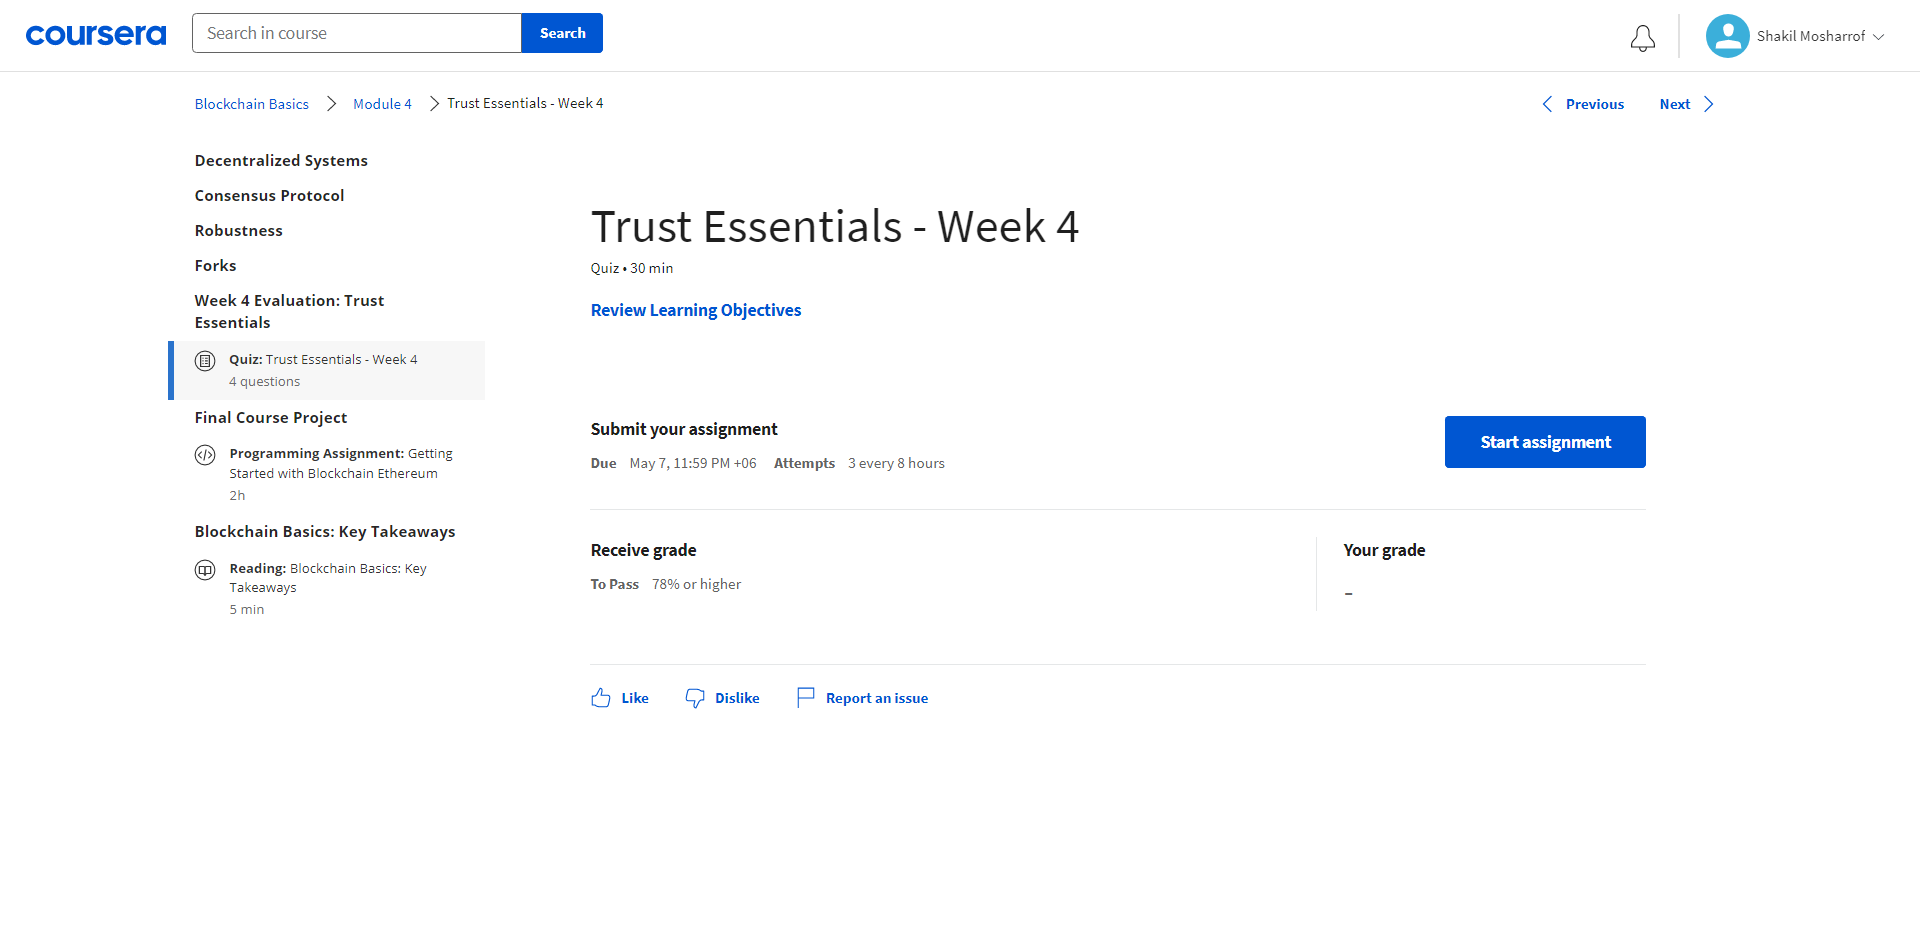 coursera
Search in course
Search
Shakil Mosharrof
Blockchain Basics
Module 4
Trust Essentials - Week 4
Previous
Next
Decentralized Systems
Consensus Protocol
Robustness
Forks
Week 4 Evaluation: Trust
Essentials
Quiz: Trust Essentials - Week 4
4 questions
Final Course Project
Programming Assignment: Getting
Started with Blockchain Ethereum
2h
Blockchain Basics: Key Takeaways
Reading: Blockchain Basics: Key
Takeaways
5 min
Trust Essentials - Week 4
Quiz • 30 min
Review Learning Objectives
Submit your assignment
Due May 7, 11:59 PM +06 Attempts 3 every 8 hours
Start assignment
Receive grade
To Pass 78% or higher
Your grade
–
Like
Dislike
Report an issue